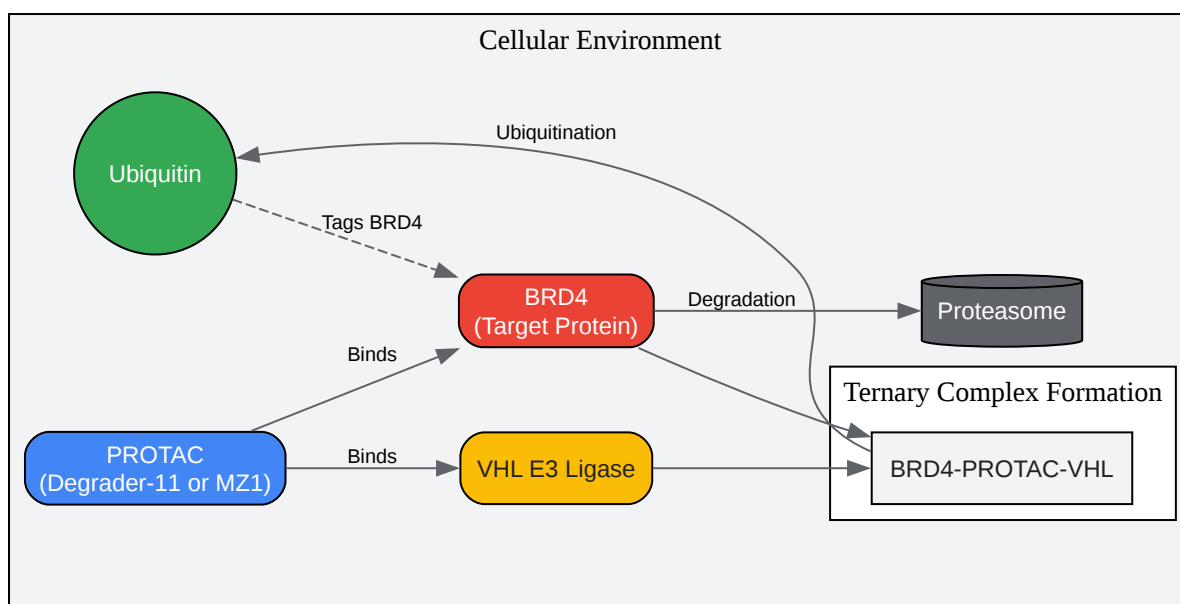 Cellular Environment
Ubiquitination
Ubiquitin
Tags BRD4
BRD4
(Target Protein)
Degradation
Proteasome
Binds
Ternary Complex Formation
PROTAC
(Degrader-11 or MZ1)
Binds
VHL E3 Ligase
BRD4-PROTAC-VHL